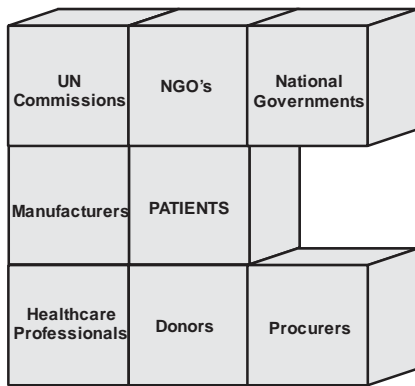 UN
Commissions
NGO's
National
Governments
Manufacturers
PATIENTS
Healthcare
Professionals
Donors
Procurers